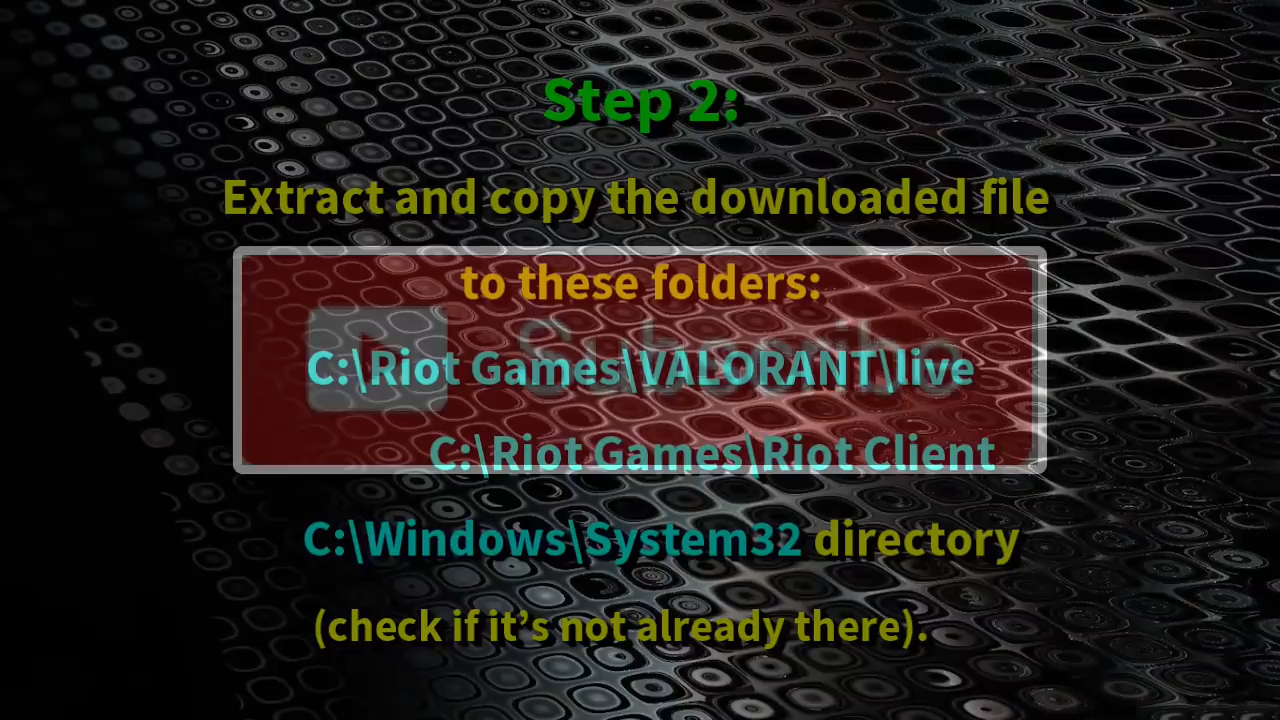 Step 2:
Extract and copy the downloaded file
to these folders:
Subscribe
C:\Riot Games\VALORANT\live
C:\Riot Games\Riot Client
C:\Windows\System32 directory
(check if it’s not already there).